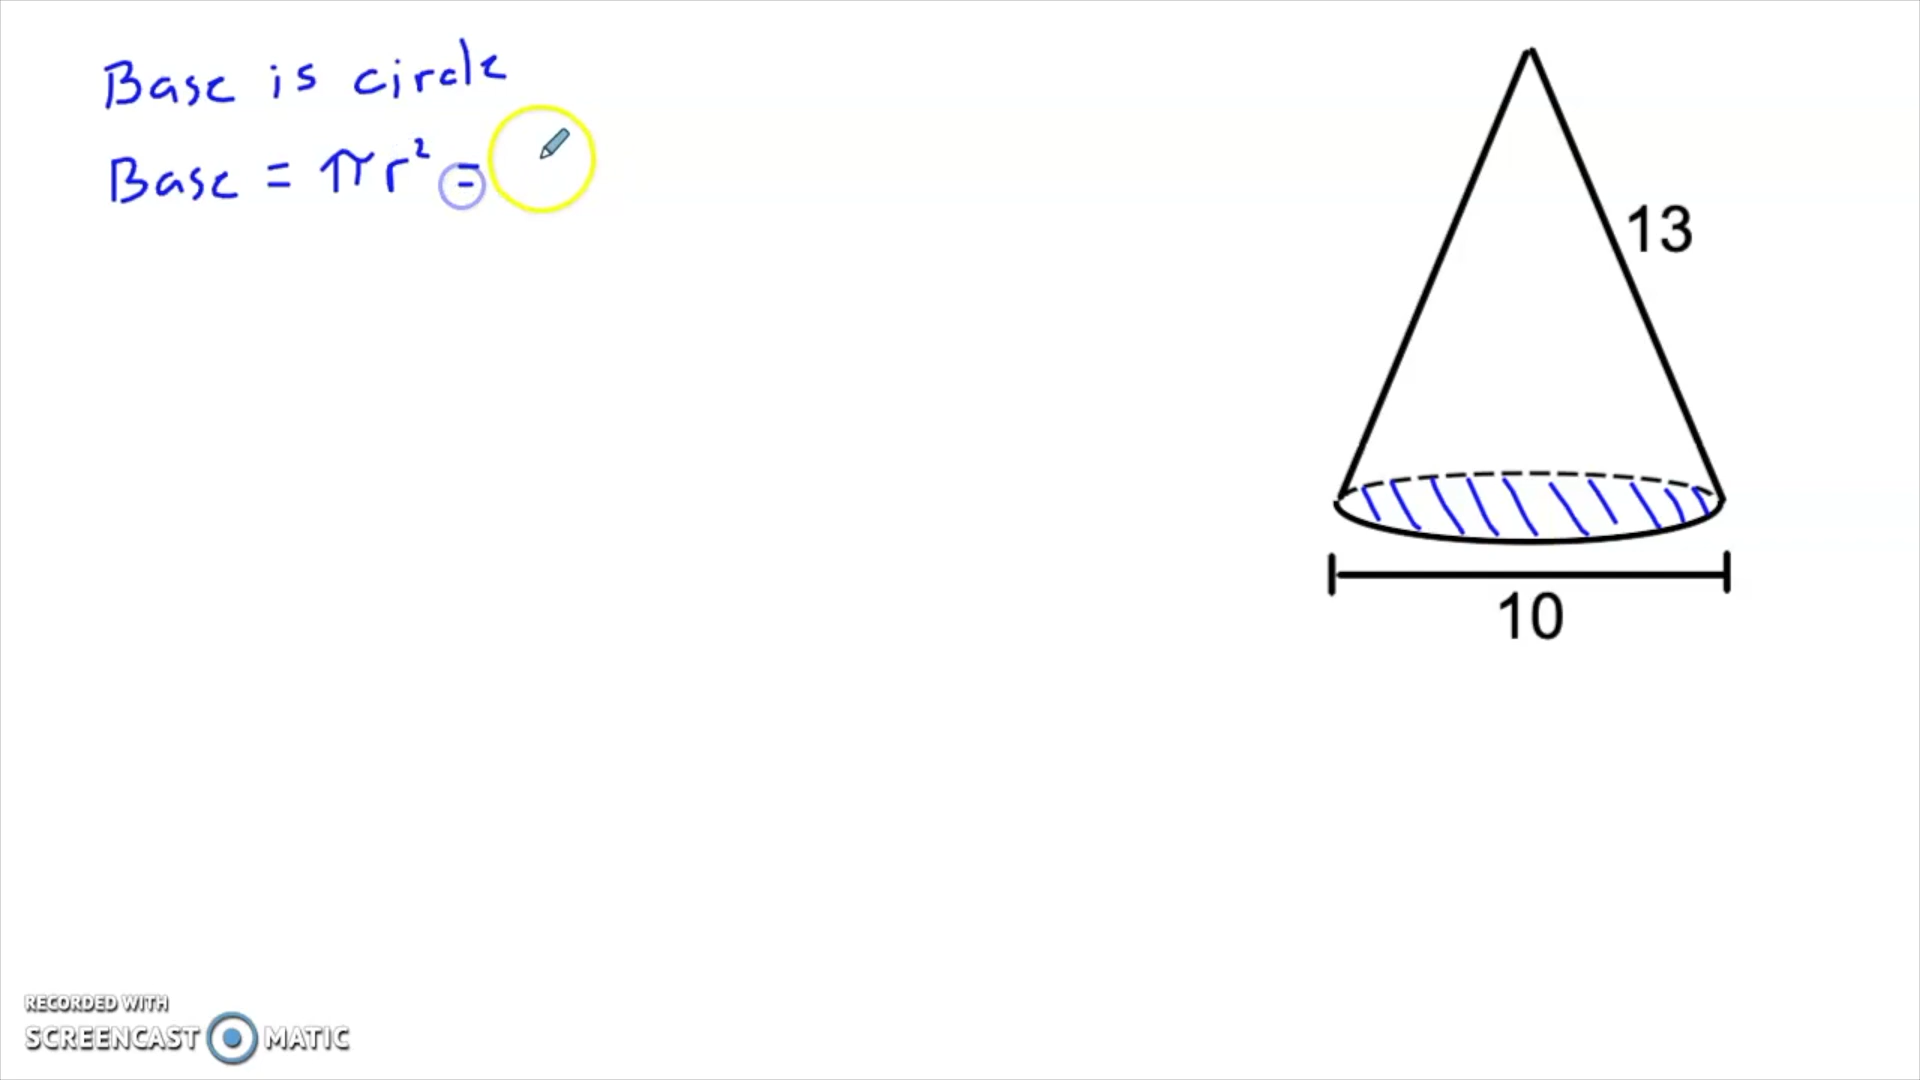 Base is circle
Base = πr² =
13
10
RECORDED WITH
SCREENCAST MATIC